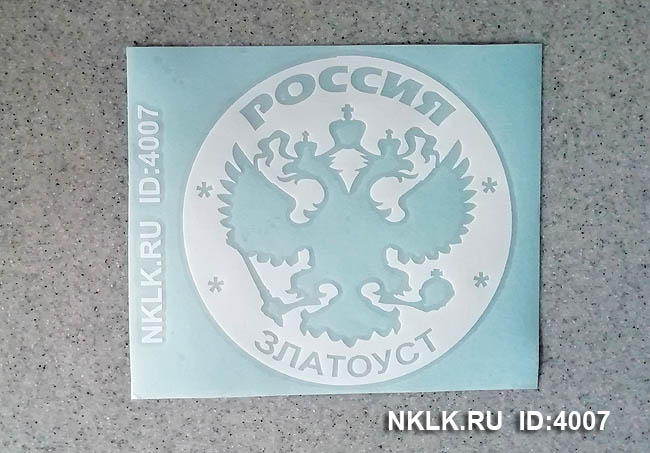 РОССИЯ
* *
* *
ЗЛАТОУСТ
NKLK.RU ID:4007
NKLK.RU ID:4007